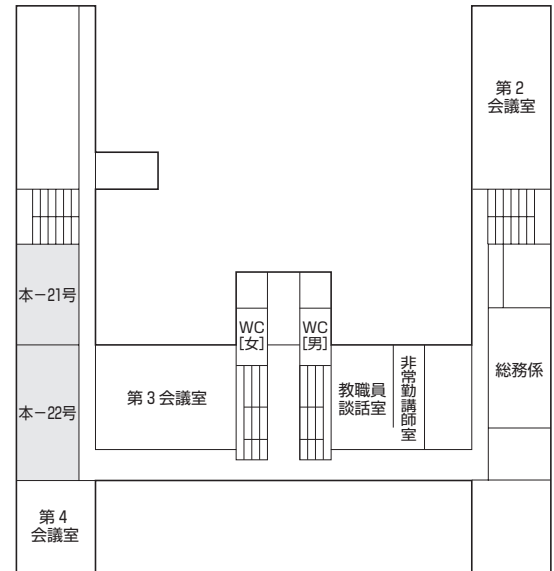 第2
会議室
本−21号
WC
[女]
WC
[男]
本−22号
第3会議室
教職員
談話室
非常勤講師室
総務係
第4
会議室